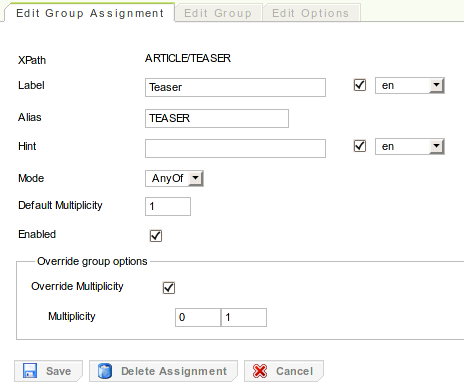 Edit Group Assignment Edit Group Edit Options
XPath ARTICLE/TEASER
Label Teaser en
Alias TEASER
Hint en
Mode AnyOf
Default Multiplicity 1
Enabled
Override group options
Override Multiplicity
Multiplicity 0 1
Save Delete Assignment Cancel